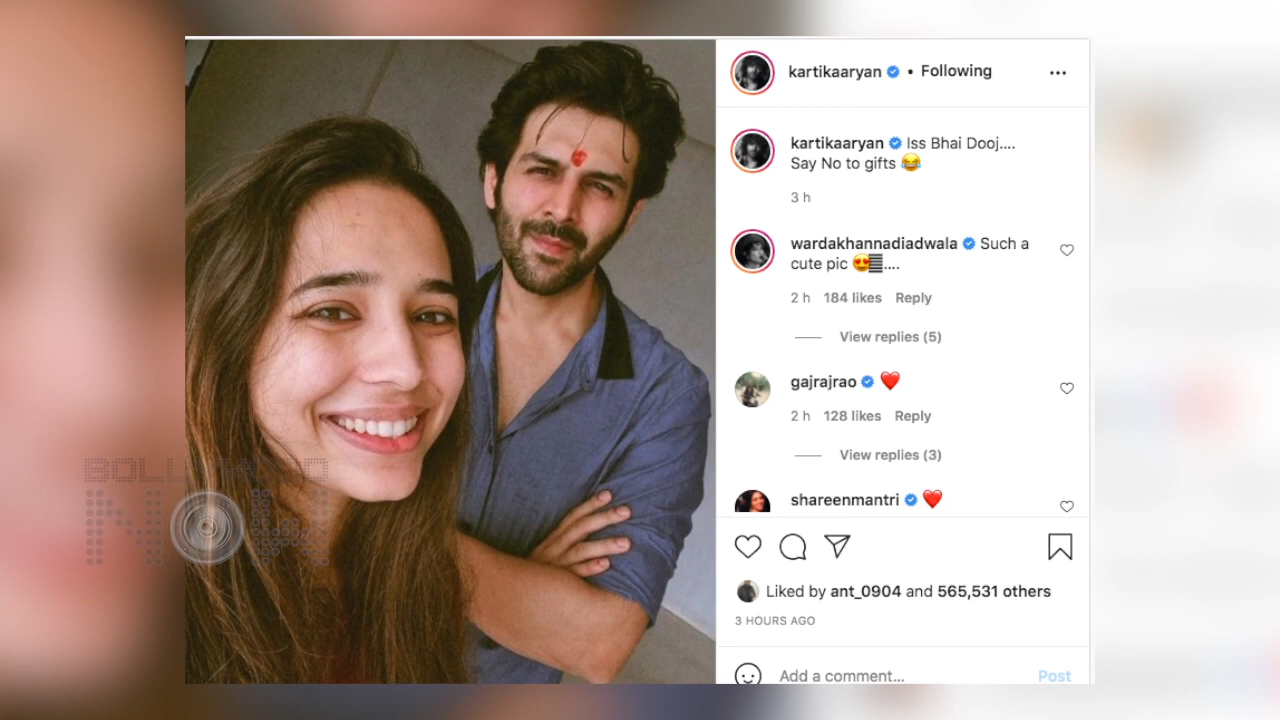 kartikaaryan • Following
kartikaaryan Iss Bhai Dooj....
Say No to gifts 😂
3 h
wardakhannadiadwala Such a
cute pic 😍....
2 h 184 likes Reply
View replies (5)
gajrajrao ❤️
2 h 128 likes Reply
View replies (3)
shareenmantri ❤️
Liked by ant_0904 and 565,531 others
3 HOURS AGO
Add a comment... Post
BOLLYWOOD
NOW